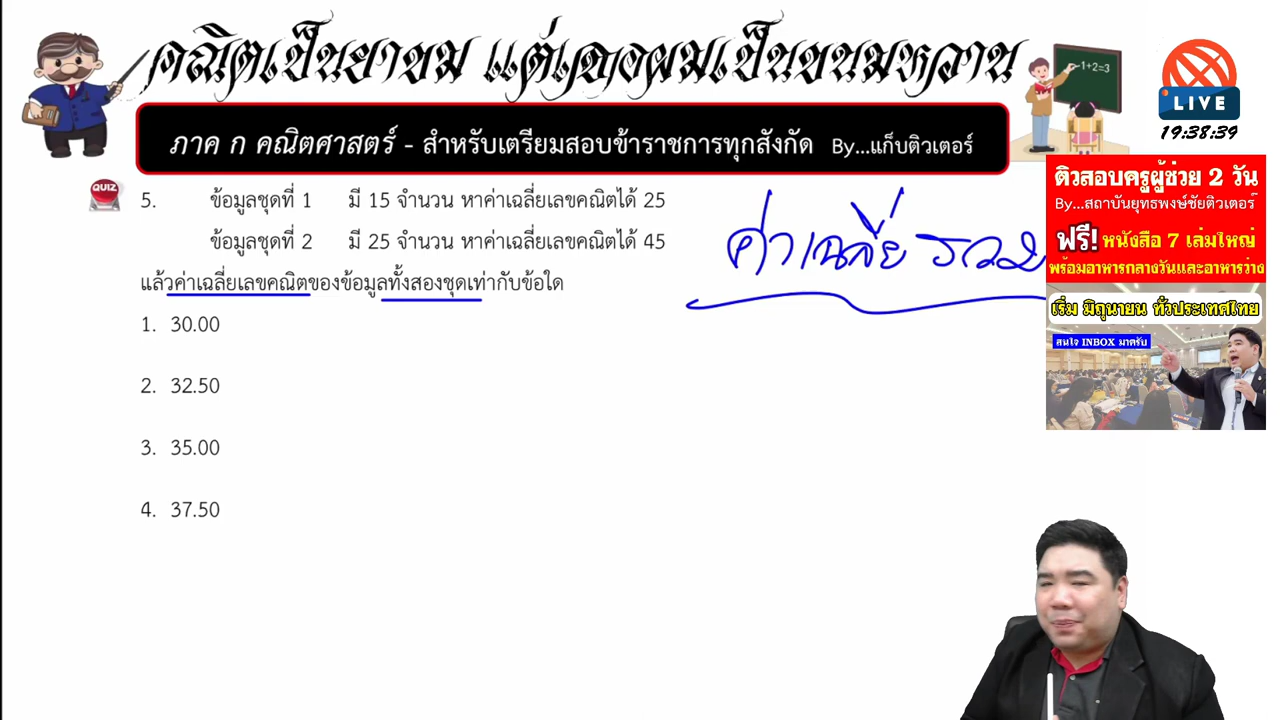 คณิตเป็นยาขม แต่เจอผมเป็นขนมหวาน
-1+2=3
LIVE
19:38:39
ภาค ก คณิตศาสตร์ - สำหรับเตรียมสอบข้าราชการทุกสังกัด By...แก็บติวเตอร์
ติวสอบครูผู้ช่วย 2 วัน
By...สถาบันยุทธพงษ์ชัยติวเตอร์
ฟรี! หนังสือ 7 เล่มใหญ่
พร้อมอาหารกลางวันและอาหารว่าง
เริ่ม มิถุนายน ทั่วประเทศไทย
สนใจ INBOX มาครับ
QUIZ
5. ข้อมูลชุดที่ 1 มี 15 จำนวน หาค่าเฉลี่ยเลขคณิตได้ 25
ข้อมูลชุดที่ 2 มี 25 จำนวน หาค่าเฉลี่ยเลขคณิตได้ 45
แล้วค่าเฉลี่ยเลขคณิตของข้อมูลทั้งสองชุดเท่ากับข้อใด
ค่าเฉลี่ย รวม
1. 30.00
2. 32.50
3. 35.00
4. 37.50